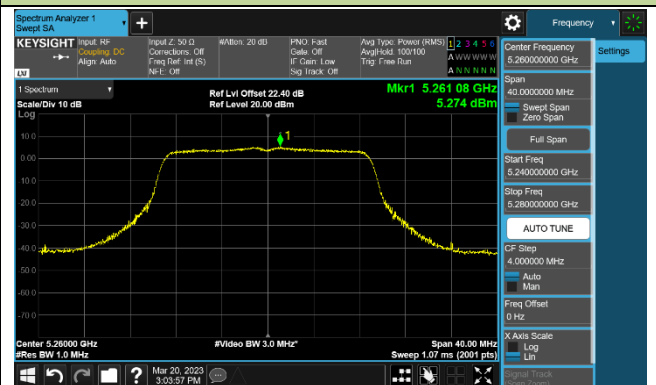 Spectrum Analyzer 1
Swept SA
Frequency
KEYSIGHT
Input: RF
Coupling: DC
Align: Auto
Input Z: 50 Ω
Corrections: Off
Freq Ref: Int (S)
NFE: Off
#Atten: 20 dB
PNO: Fast
Gate: Off
IF Gain: Low
Sig Track: Off
Avg Type: Power (RMS)
Avg|Hold: 100/100
Trig: Free Run
1 2 3 4 5 6
A W W W W W
A N N N N N
LXI
1 Spectrum
Scale/Div 10 dB
Log
Ref Lvl Offset 22.40 dB
Ref Level 20.00 dBm
Mkr1 5.261 08 GHz
5.274 dBm
1
10.0
0.00
-10.0
-20.0
-30.0
-40.0
-50.0
-60.0
-70.0
Center 5.26000 GHz
#Res BW 1.0 MHz
#Video BW 3.0 MHz*
Span 40.00 MHz
Sweep 1.07 ms (2001 pts)
Center Frequency
5.260000000 GHz
Span
40.0000000 MHz
Swept Span
Zero Span
Full Span
Start Freq
5.240000000 GHz
Stop Freq
5.280000000 GHz
AUTO TUNE
CF Step
4.000000 MHz
Auto
Man
Freq Offset
0 Hz
X Axis Scale
Log
Lin
Signal Track
(Span Zoom)
Settings
Mar 20, 2023
3:03:57 PM